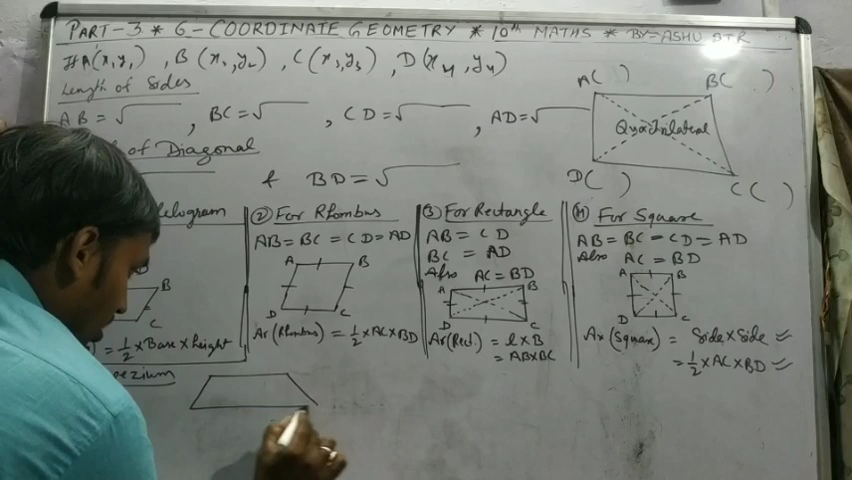 PART-3 * 6-COORDINATE GEOMETRY * 10th MATHS * BY=ASHU SIR
If A(x,y,) , B(x₂,y₂) , C(x₃,y₃) , D(x₄,y₄)
Length of Sides
AB = √ , BC = √ , CD = √ , AD = √
of Diagonal
& BD = √
A( ) B( )
Quadrilateral
D( ) C( )
lelogram
B
C
= 1/2 × Base × height
② For Rhombus
AB = BC = CD = AD
A B
D C
Ar(Rhombus) = 1/2 × AC × BD
③ For Rectangle
AB = CD
BC = AD
Also AC = BD
A B
D C
Ar(Rect.) = l × B
= AB×BC
④ For Square
AB = BC = CD = AD
Also AC = BD
A B
D C
Ar(Square) = Side × Side
= 1/2 × AC × BD
ezium